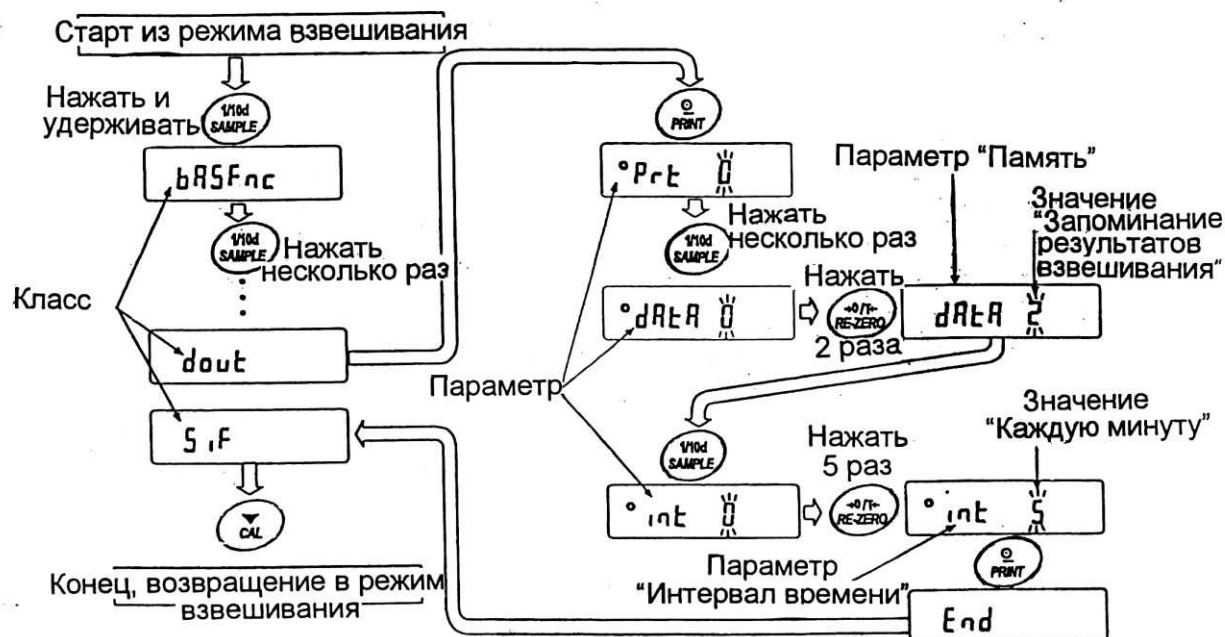 Старт из режима взвешивания
Нажать и
удерживать
1/10d
SAMPLE
bASFnc
1/10d
SAMPLE
Нажать
несколько раз
Класс
dout
S iF
CAL
Конец, возвращение в режим
взвешивания
PRINT
°Prt 0
1/10d
SAMPLE
Нажать
несколько раз
°dAtA 0
Нажать
→0/T←
RE-ZERO
2 раза
Параметр “Память”
Значение
“Запоминание
результатов
взвешивания”
dAtA 2
Параметр
1/10d
SAMPLE
° int 0
Нажать
5 раз
→0/T←
RE-ZERO
Значение
“Каждую минуту”
° int 5
Параметр
“Интервал времени”
PRINT
End